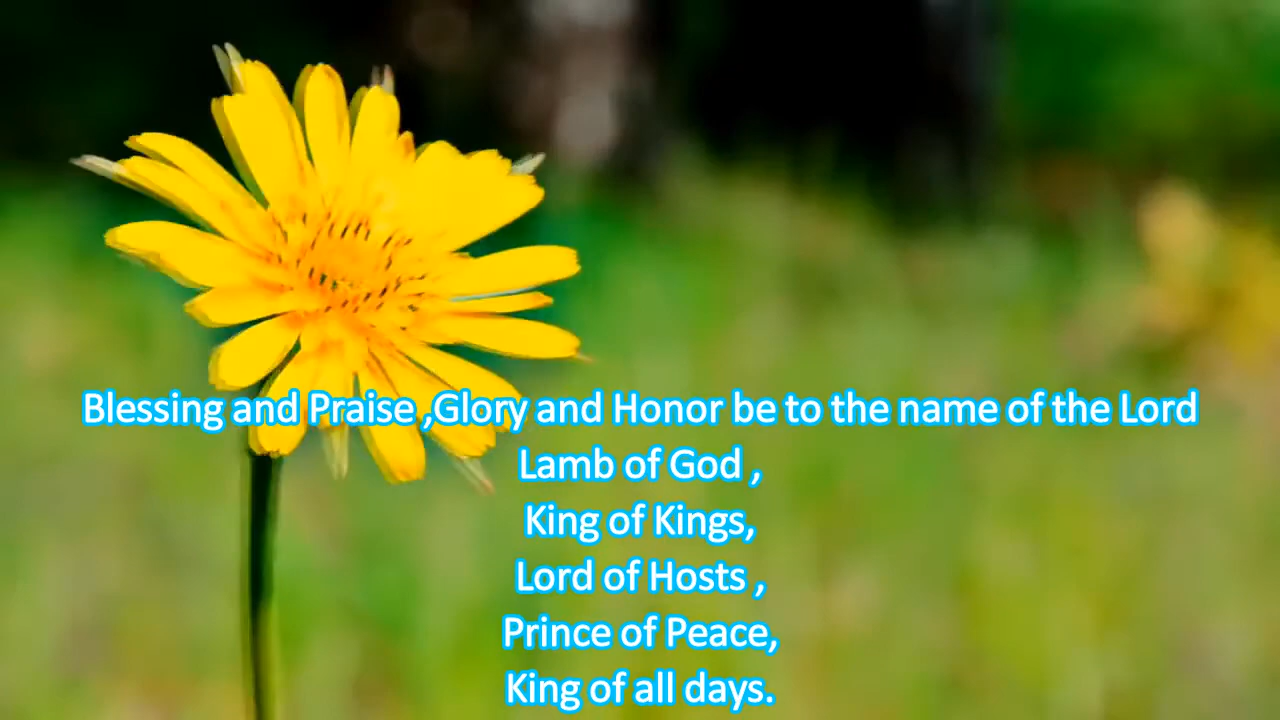 Blessing and Praise ,Glory and Honor be to the name of the Lord
Lamb of God ,
King of Kings,
Lord of Hosts ,
Prince of Peace,
King of all days.